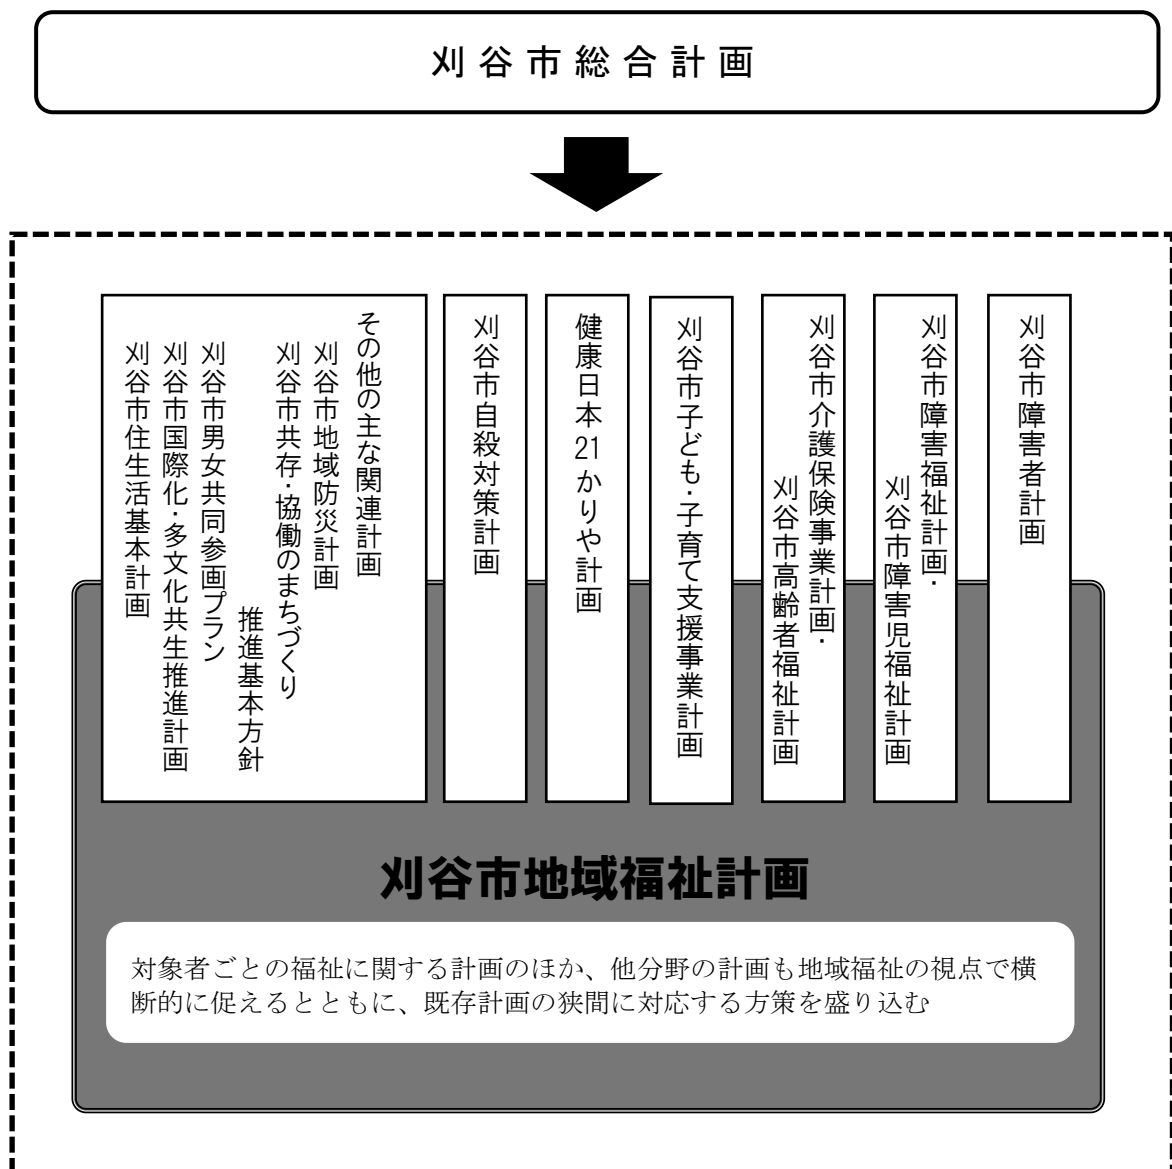 刈谷市総合計画
刈谷市障害者計画
刈谷市障害福祉計画・
刈谷市障害児福祉計画
刈谷市介護保険事業計画・
刈谷市高齢者福祉計画
刈谷市子ども・子育て支援事業計画
健康日本21かりや計画
刈谷市自殺対策計画
その他の主な関連計画
刈谷市地域防災計画
刈谷市共存・協働のまちづくり
推進基本方針
刈谷市男女共同参画プラン
刈谷市国際化・多文化共生推進計画
刈谷市住生活基本計画
刈谷市地域福祉計画
対象者ごとの福祉に関する計画のほか、他分野の計画も地域福祉の視点で横
断的に促えるとともに、既存計画の狭間に対応する方策を盛り込む